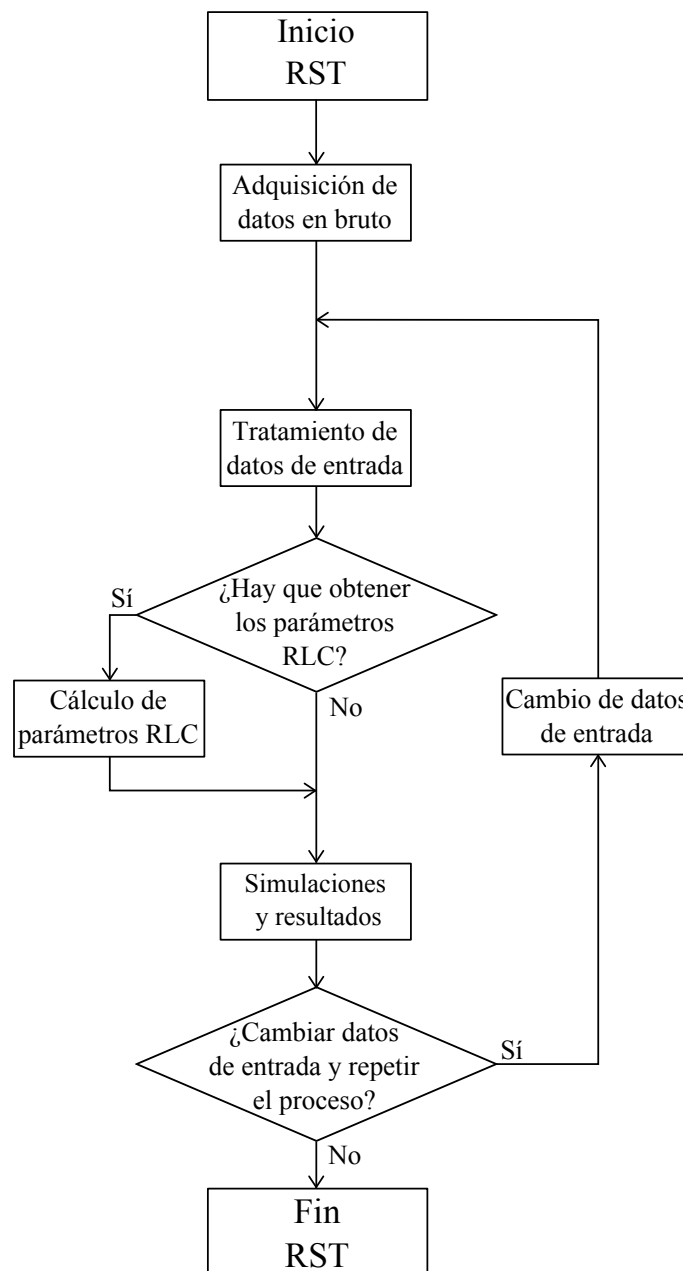 Inicio
RST
Adquisición de
datos en bruto
Tratamiento de
datos de entrada
¿Hay que obtener
los parámetros
RLC?
Sí
No
Cálculo de
parámetros RLC
Cambio de datos
de entrada
Simulaciones
y resultados
¿Cambiar datos
de entrada y repetir
el proceso?
Sí
No
Fin
RST